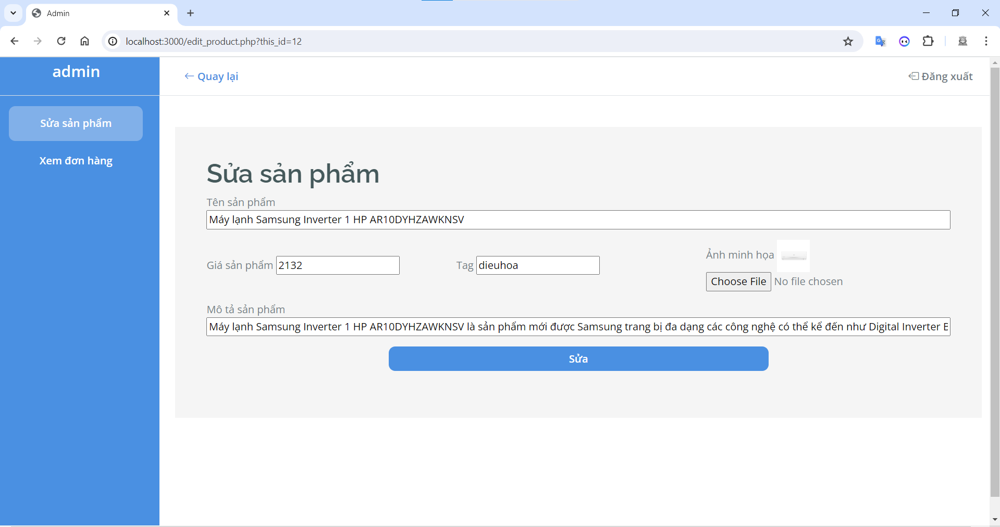 Admin
localhost:3000/edit_product.php?this_id=12
admin
Quay lại
Đăng xuất
Sửa sản phẩm
Xem đơn hàng
Sửa sản phẩm
Tên sản phẩm
Máy lạnh Samsung Inverter 1 HP AR10DYHZAWKNSV
Giá sản phẩm 2132
Tag dieuhoa
Ảnh minh họa
Choose File No file chosen
Mô tả sản phẩm
Máy lạnh Samsung Inverter 1 HP AR10DYHZAWKNSV là sản phẩm mới được Samsung trang bị đa dạng các công nghệ có thể kể đến như Digital Inverter
Sửa